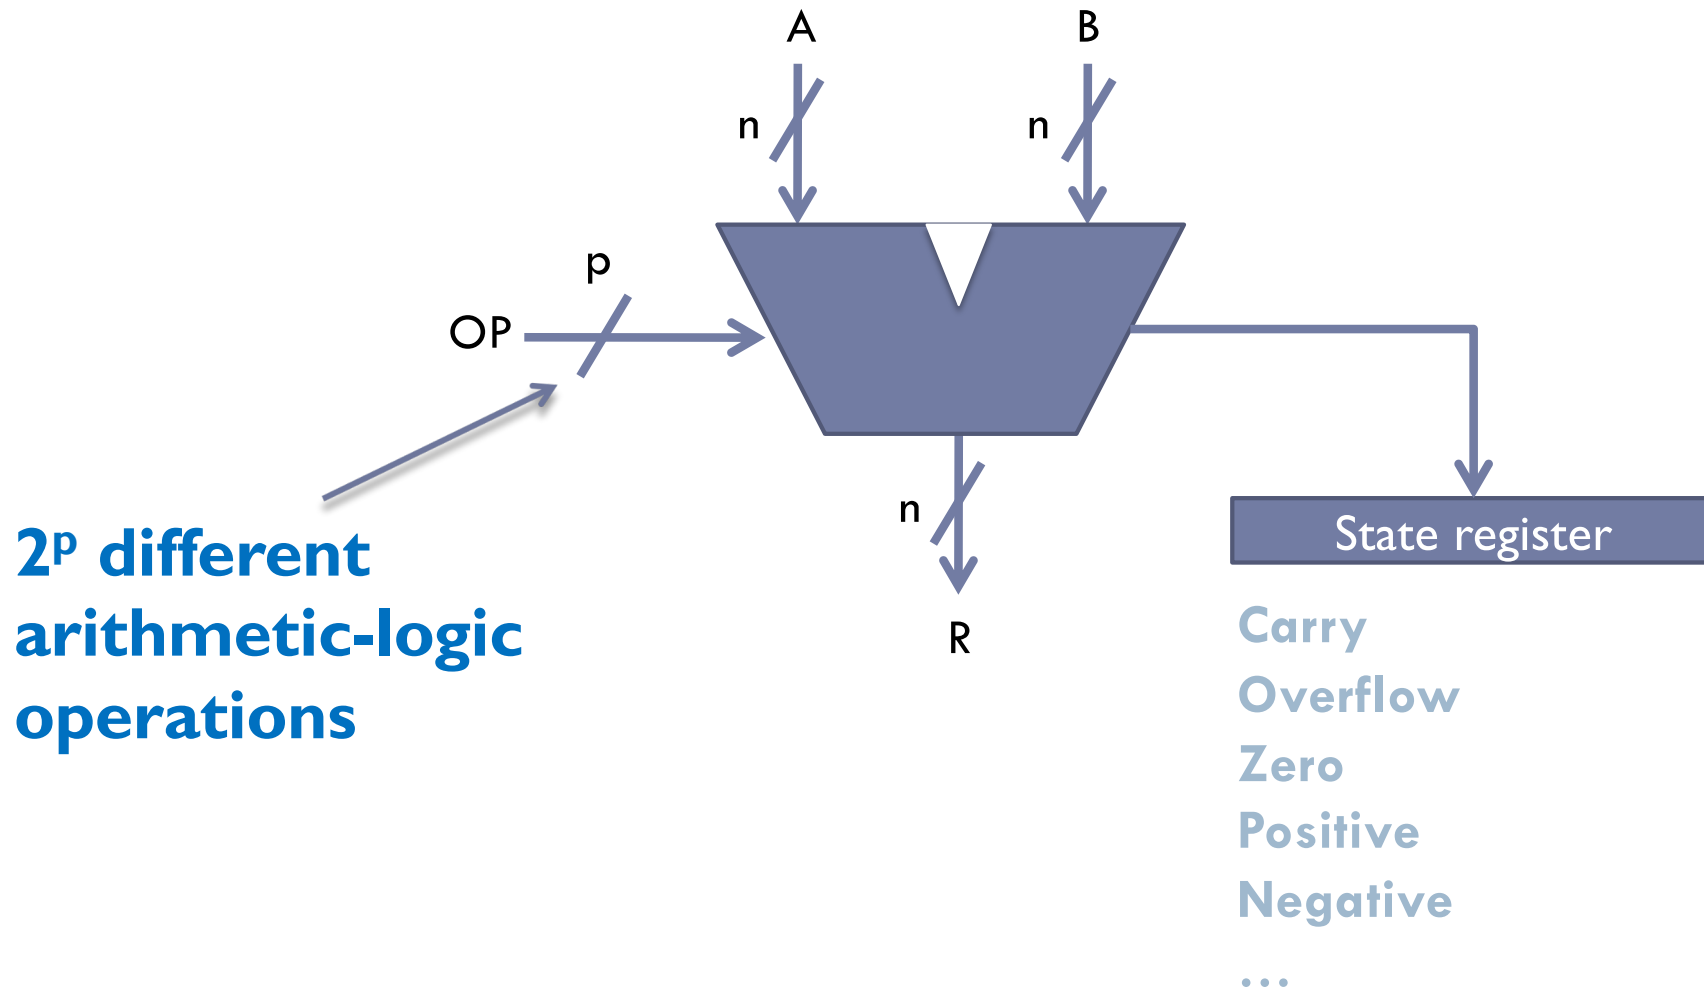 A
B
n
n
p
OP
n
R
2ᵖ different
arithmetic-logic
operations
State register
Carry
Overflow
Zero
Positive
Negative
...